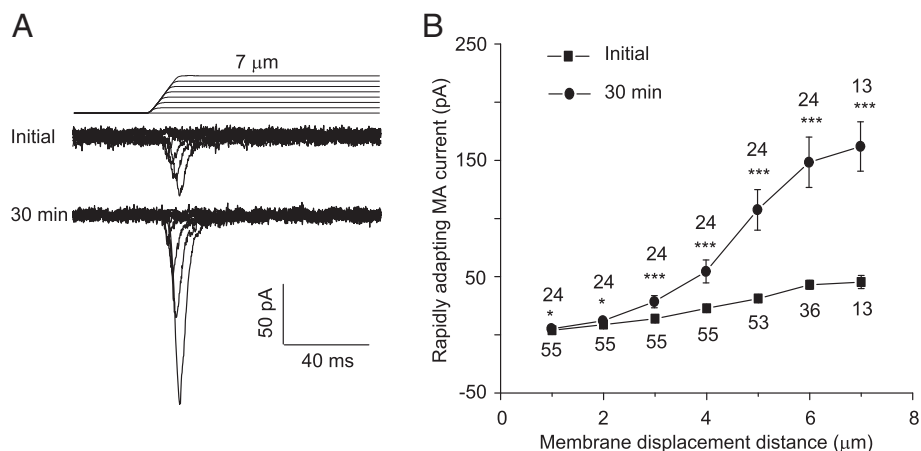 A
7 μm
Initial
30 min
50 pA
40 ms
B
Rapidly adapting MA current (pA)
250
150
50
-50
Initial
30 min
24
24
24
24
24
24
13
*
*
***
***
***
***
***
55
55
55
55
53
36
13
0
2
4
6
8
Membrane displacement distance (μm)